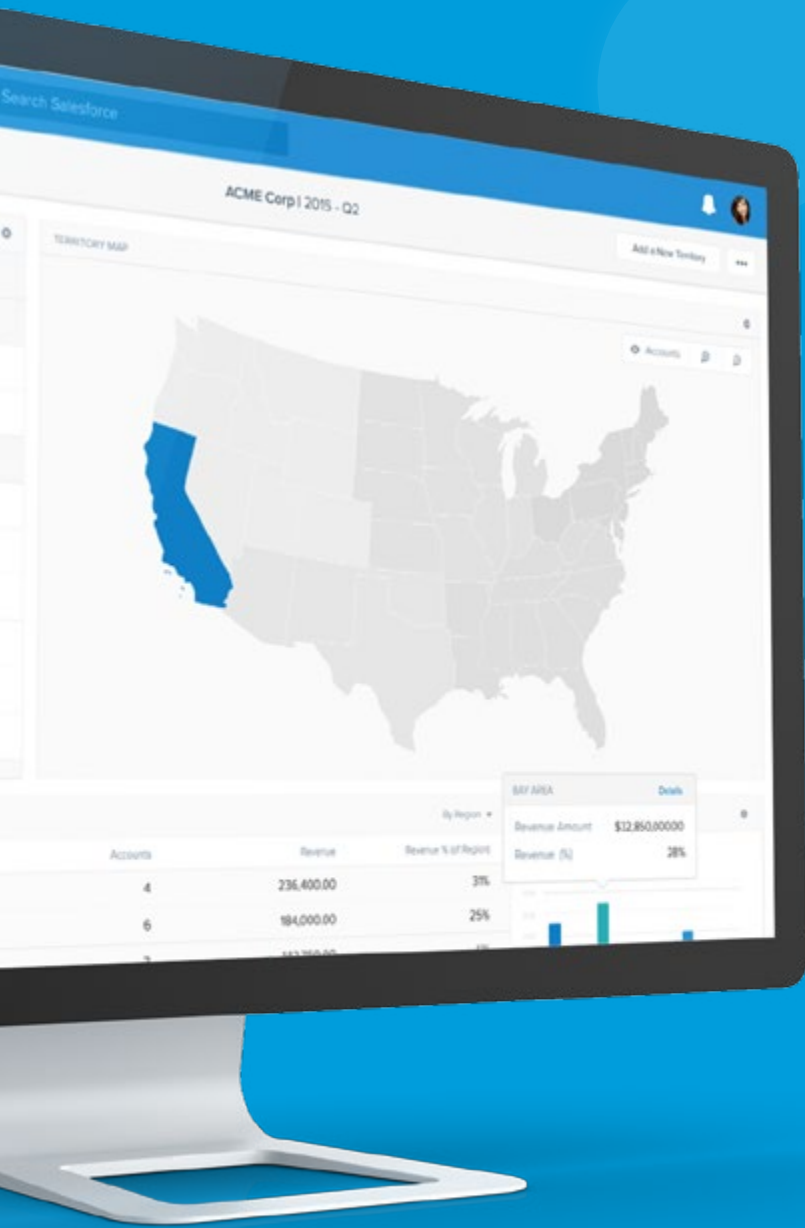 Search Salesforce
ACME Corp | 2015 - Q2
Add a New Territory
TERRITORY MAP
Accounts
BAY AREA Details
By Region
Revenue Amount $12,850,000.00
Accounts Revenue Revenue % of Region
Revenue (%) 28%
4 236,400.00 31%
6 184,000.00 25%